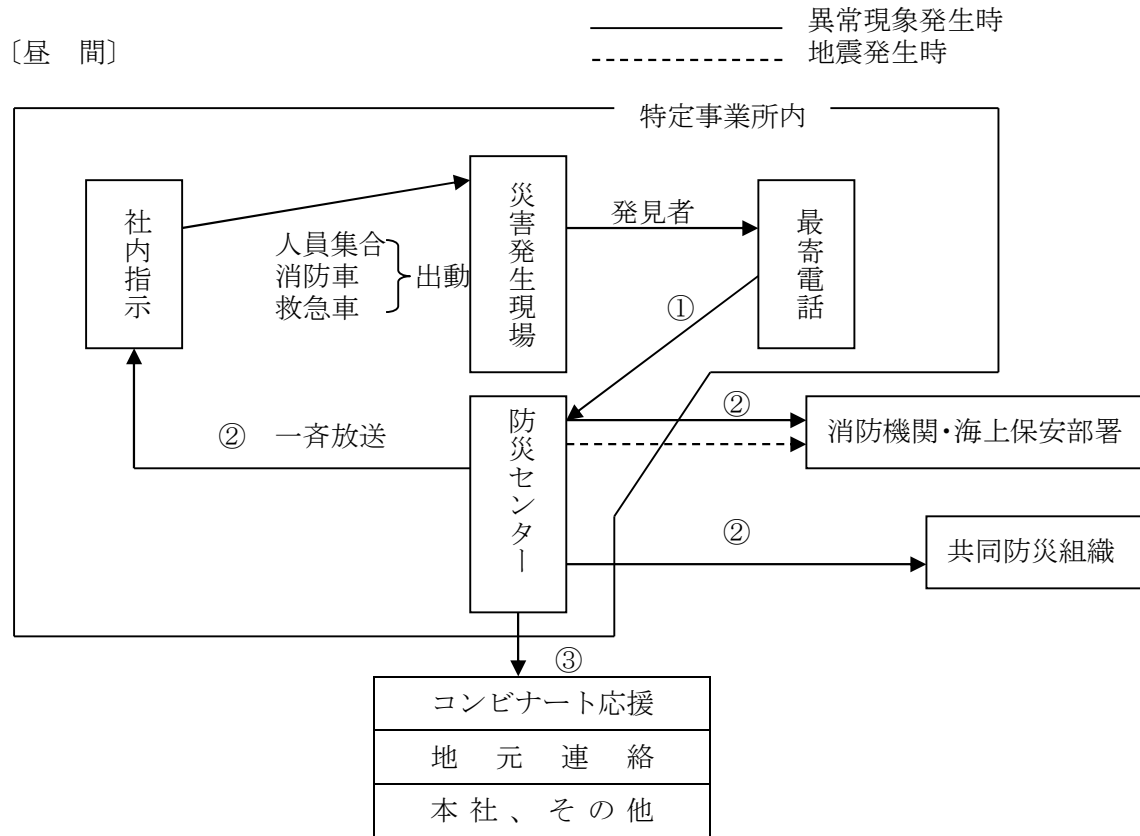 〔昼　間〕
異常現象発生時
地震発生時
特定事業所内
社内指示
人員集合
消防車
救急車
出動
災害発生現場
発見者
最寄電話
①
防災センター
②　一斉放送
②
消防機関・海上保安部署
②
共同防災組織
③
コンビナート応援
地　元　連　絡
本社、その他